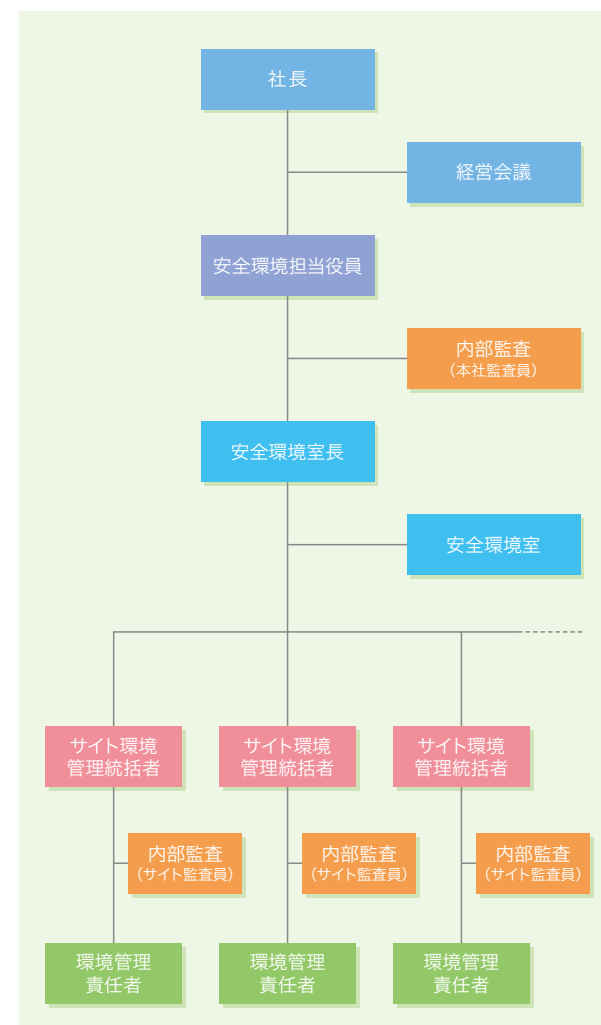 社長
経営会議
安全環境担当役員
内部監査
（本社監査員）
安全環境室長
安全環境室
サイト環境
管理統括者
サイト環境
管理統括者
サイト環境
管理統括者
内部監査
（サイト監査員）
内部監査
（サイト監査員）
内部監査
（サイト監査員）
環境管理
責任者
環境管理
責任者
環境管理
責任者